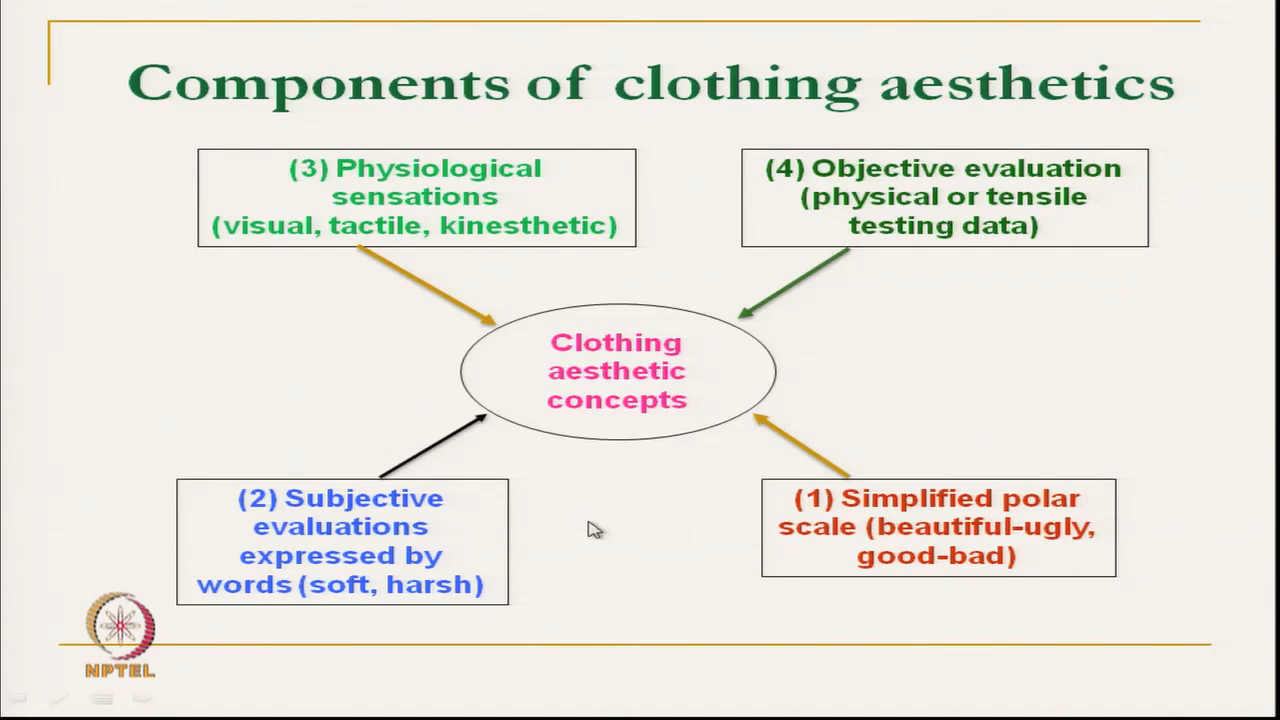 Components of clothing aesthetics
(3) Physiological
sensations
(visual, tactile, kinesthetic)
(4) Objective evaluation
(physical or tensile
testing data)
Clothing
aesthetic
concepts
(2) Subjective
evaluations
expressed by
words (soft, harsh)
(1) Simplified polar
scale (beautiful-ugly,
good-bad)
NPTEL